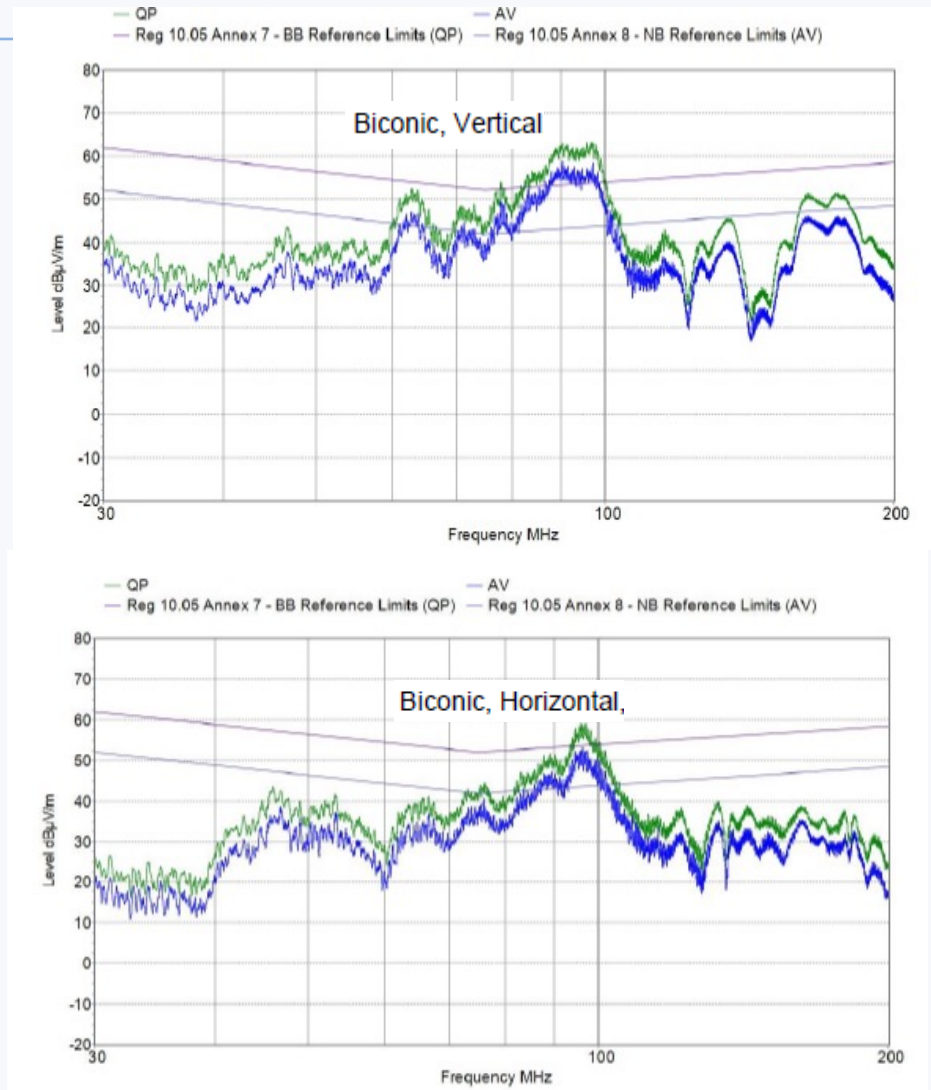 QP AV
Reg 10.05 Annex 7 - BB Reference Limits (QP) Reg 10.05 Annex 8 - NB Reference Limits (AV)
80
Biconic, Vertical
70
60
50
40
30
20
10
0
-10
-20
Level dBµV/m
30 100 200
Frequency MHz
QP AV
Reg 10.05 Annex 7 - BB Reference Limits (QP) Reg 10.05 Annex 8 - NB Reference Limits (AV)
80
70
Biconic, Horizontal,
60
50
40
30
20
10
0
-10
-20
Level dBµV/m
30 100 200
Frequency MHz